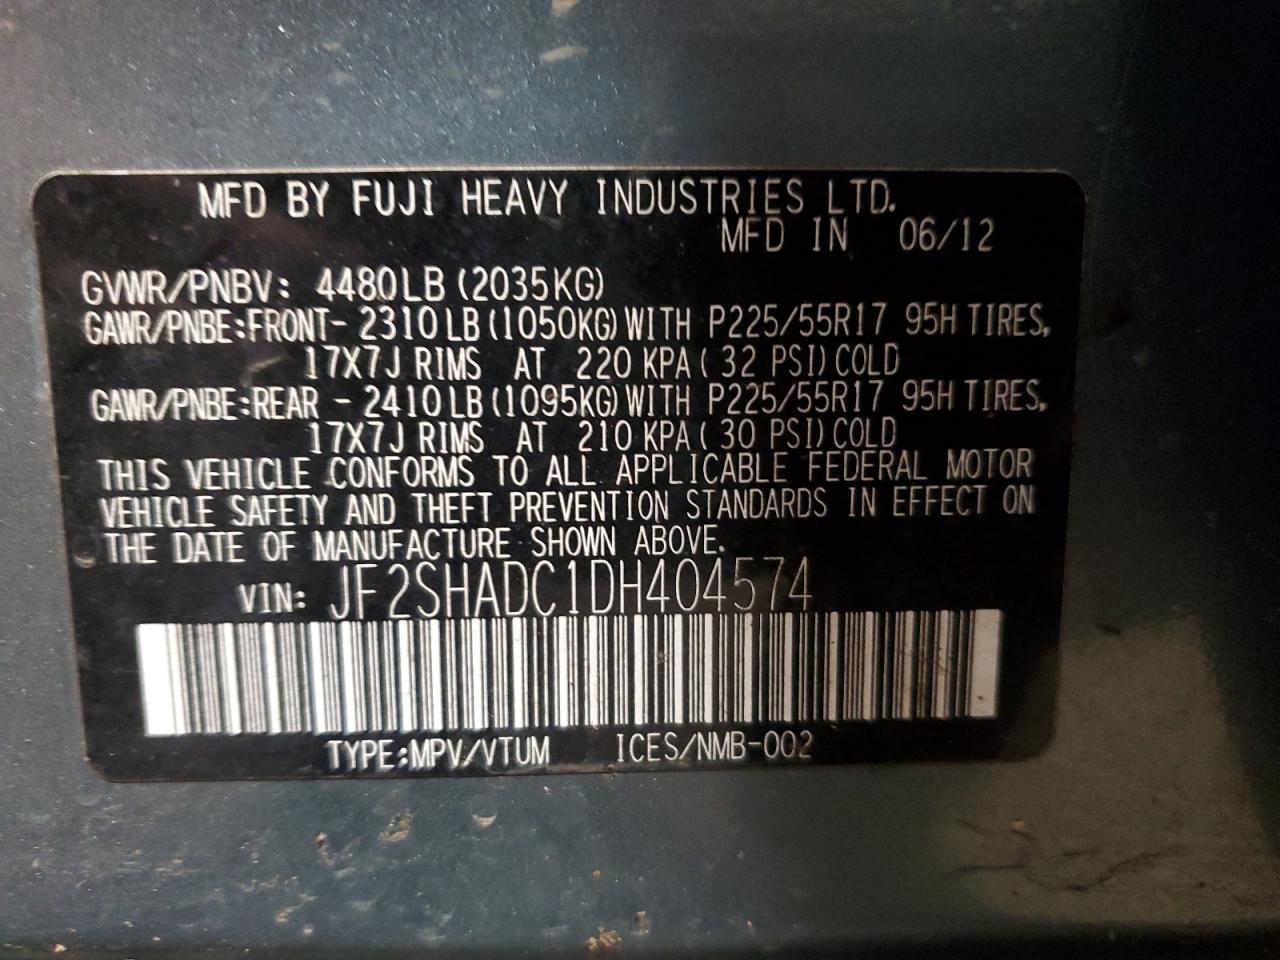 MFD BY FUJI HEAVY INDUSTRIES LTD.
MFD IN 06/12
GVWR/PNBV: 4480LB (2035KG)
GAWR/PNBE:FRONT- 2310LB (1050KG) WITH P225/55R17 95H TIRES,
17X7J RIMS AT 220 KPA ( 32 PSI) COLD
GAWR/PNBE:REAR - 2410LB (1095KG) WITH P225/55R17 95H TIRES,
17X7J RIMS AT 210 KPA ( 30 PSI) COLD
THIS VEHICLE CONFORMS TO ALL APPLICABLE FEDERAL MOTOR
VEHICLE SAFETY AND THEFT PREVENTION STANDARDS IN EFFECT ON
THE DATE OF MANUFACTURE SHOWN ABOVE.
VIN: JF2SHADC1DH404574
TYPE:MPV/VTUM ICES/NMB-002